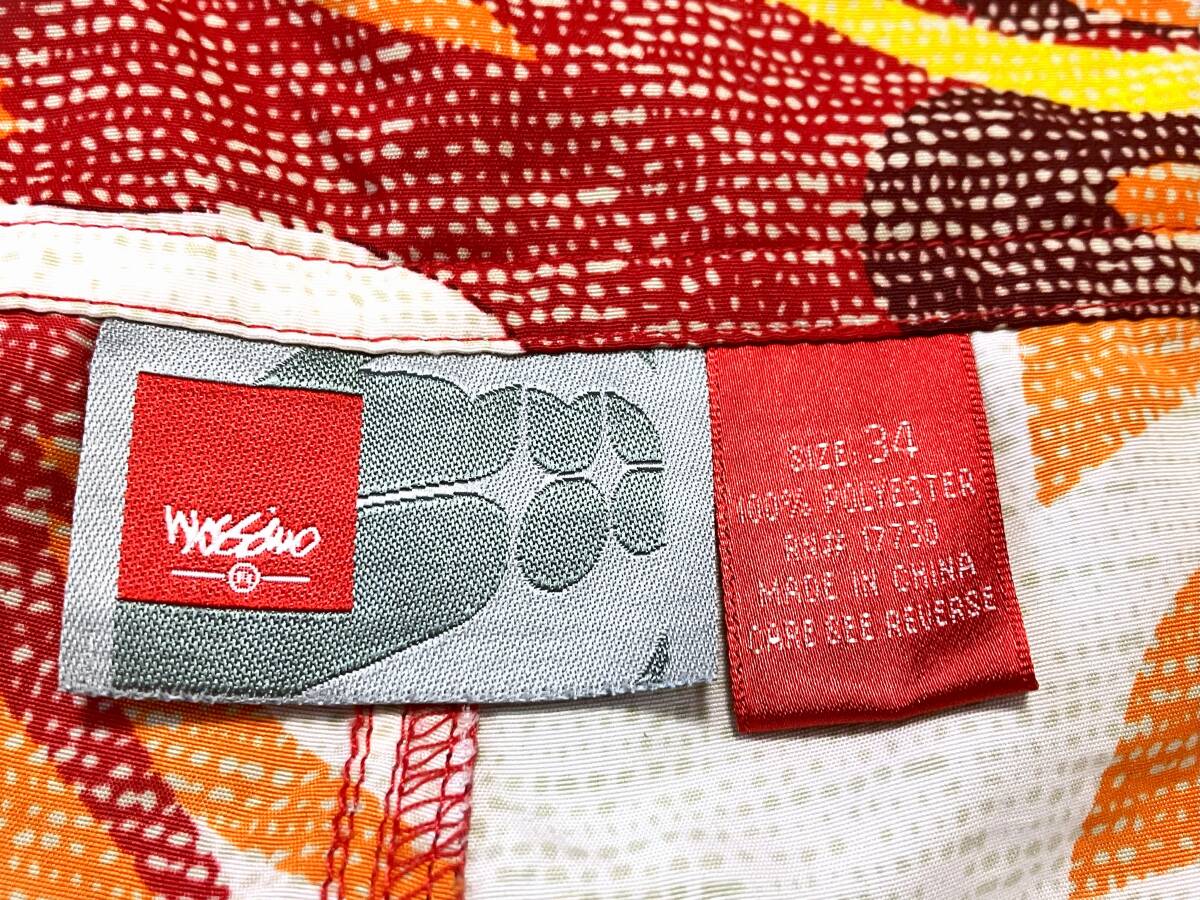 Mossimo
SIZE: 34
100% POLYESTER
RN# 17730
MADE IN CHINA
CARE SEE REVERSE